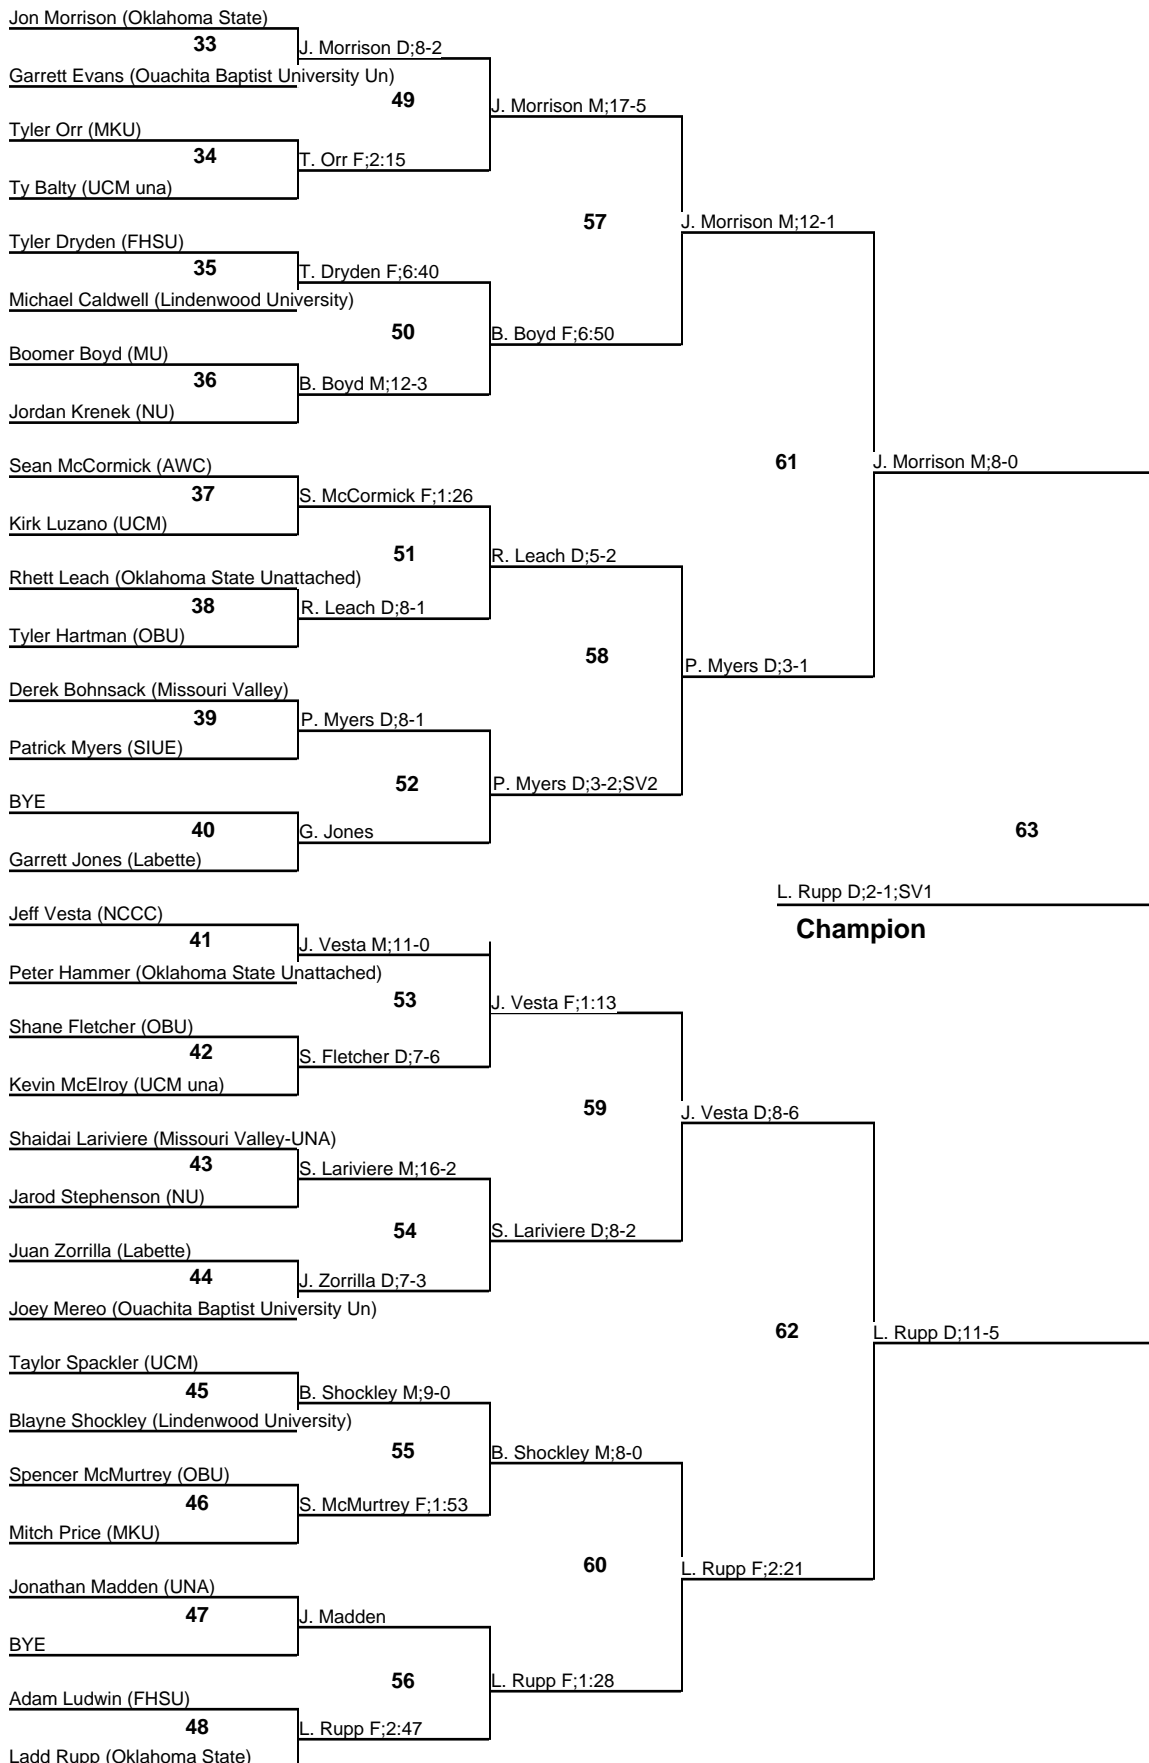 Jon Morrison (Oklahoma State)
33
J. Morrison D;8-2
Garrett Evans (Ouachita Baptist University Un)
49
J. Morrison M;17-5
Tyler Orr (MKU)
34
T. Orr F;2:15
Ty Balty (UCM una)
57
J. Morrison M;12-1
Tyler Dryden (FHSU)
35
T. Dryden F;6:40
Michael Caldwell (Lindenwood University)
50
B. Boyd F;6:50
Boomer Boyd (MU)
36
B. Boyd M;12-3
Jordan Krenek (NU)
61
J. Morrison M;8-0
Sean McCormick (AWC)
37
S. McCormick F;1:26
Kirk Luzano (UCM)
51
R. Leach D;5-2
Rhett Leach (Oklahoma State Unattached)
38
R. Leach D;8-1
Tyler Hartman (OBU)
58
P. Myers D;3-1
Derek Bohnsack (Missouri Valley)
39
P. Myers D;8-1
Patrick Myers (SIUE)
52
P. Myers D;3-2;SV2
BYE
40
G. Jones
Garrett Jones (Labette)
63
L. Rupp D;2-1;SV1
Champion
Jeff Vesta (NCCC)
41
J. Vesta M;11-0
Peter Hammer (Oklahoma State Unattached)
53
J. Vesta F;1:13
Shane Fletcher (OBU)
42
S. Fletcher D;7-6
Kevin McElroy (UCM una)
59
J. Vesta D;8-6
Shaidai Lariviere (Missouri Valley-UNA)
43
S. Lariviere M;16-2
Jarod Stephenson (NU)
54
S. Lariviere D;8-2
Juan Zorrilla (Labette)
44
J. Zorrilla D;7-3
Joey Mereo (Ouachita Baptist University Un)
62
L. Rupp D;11-5
Taylor Spackler (UCM)
45
B. Shockley M;9-0
Blayne Shockley (Lindenwood University)
55
B. Shockley M;8-0
Spencer McMurtrey (OBU)
46
S. McMurtrey F;1:53
Mitch Price (MKU)
60
L. Rupp F;2:21
Jonathan Madden (UNA)
47
J. Madden
BYE
56
L. Rupp F;1:28
Adam Ludwin (FHSU)
48
L. Rupp F;2:47
Ladd Rupp (Oklahoma State)